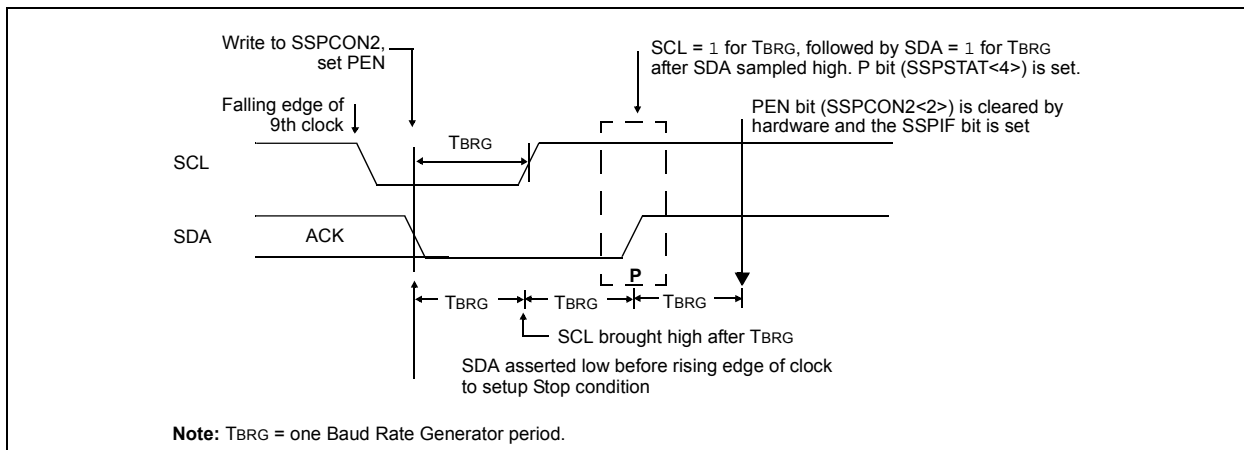 Write to SSPCON2,
set PEN
SCL = 1 for TBRG, followed by SDA = 1 for TBRG
after SDA sampled high. P bit (SSPSTAT<4>) is set.
Falling edge of
9th clock
PEN bit (SSPCON2<2>) is cleared by
hardware and the SSPIF bit is set
TBRG
SCL
SDA
ACK
P
TBRG
TBRG
TBRG
SCL brought high after TBRG
SDA asserted low before rising edge of clock
to setup Stop condition
Note: TBRG = one Baud Rate Generator period.